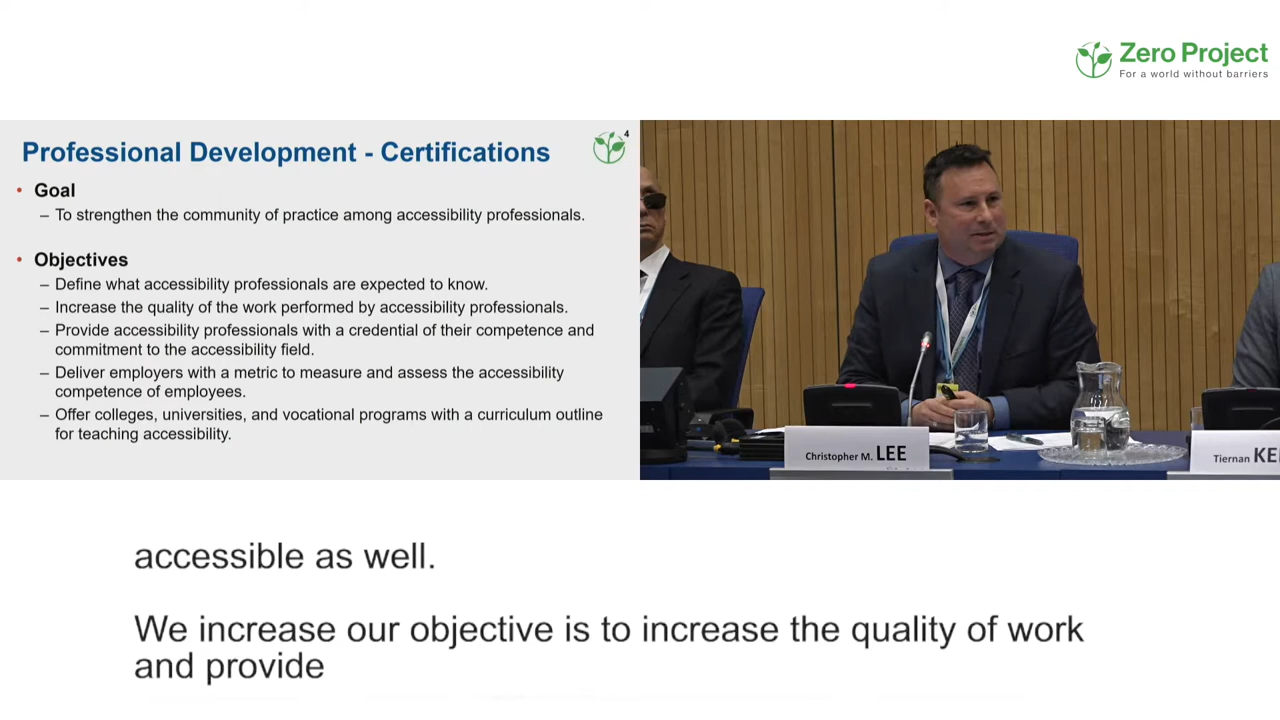 Zero Project
For a world without barriers
4
Professional Development - Certifications
• Goal
– To strengthen the community of practice among accessibility professionals.
• Objectives
– Define what accessibility professionals are expected to know.
– Increase the quality of the work performed by accessibility professionals.
– Provide accessibility professionals with a credential of their competence and
commitment to the accessibility field.
– Deliver employers with a metric to measure and assess the accessibility
competence of employees.
– Offer colleges, universities, and vocational programs with a curriculum outline
for teaching accessibility.
Christopher M. LEE
Tiernan
accessible as well.
We increase our objective is to increase the quality of work
and provide